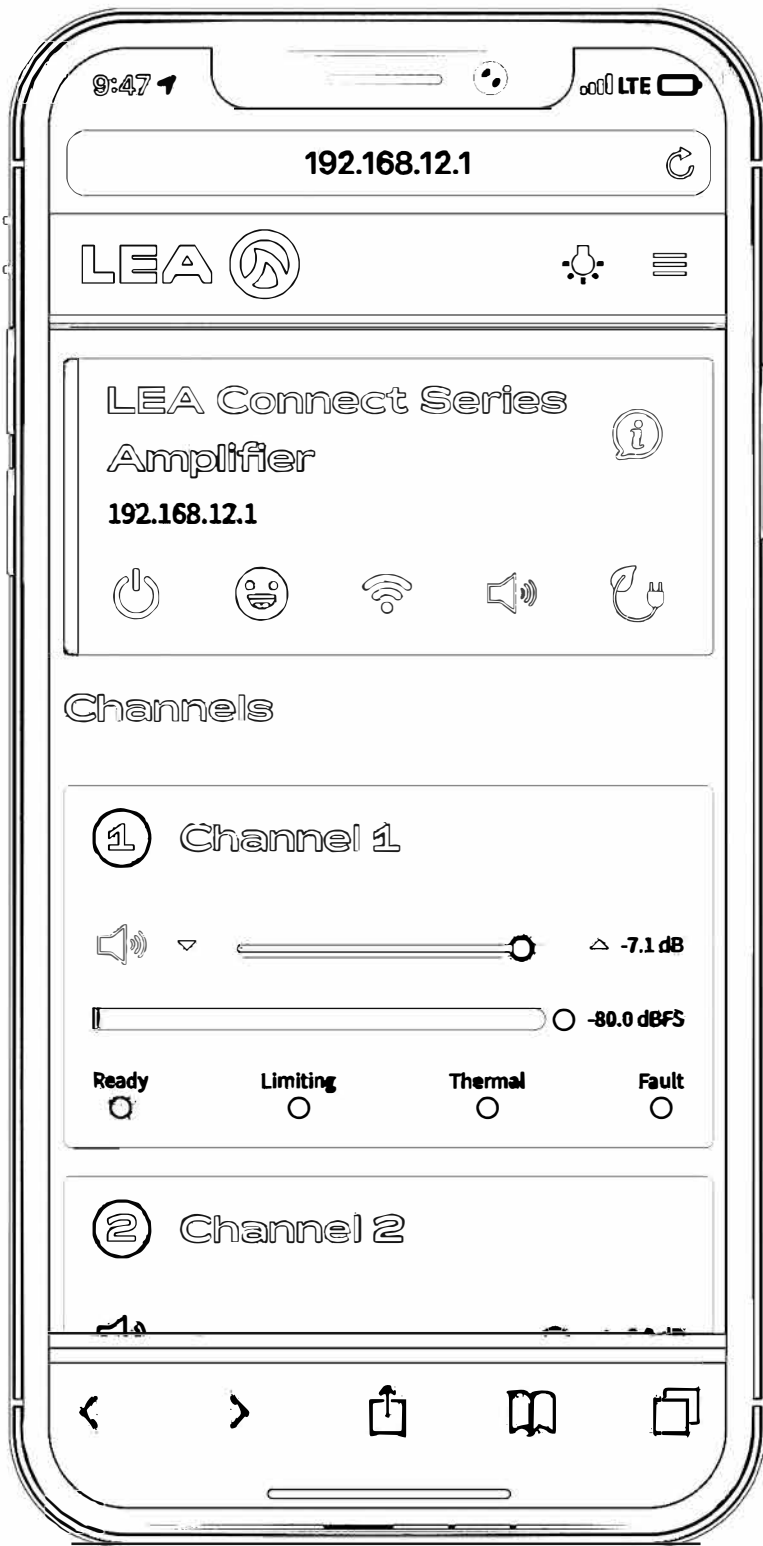 9:47 LTE
192.168.12.1
LEA
LEA Connect Series
Amplifier
192.168.12.1
Channels
1 Channel 1
-7.1 dB
-80.0 dBFS
Ready Limiting Thermal Fault
2 Channel 2